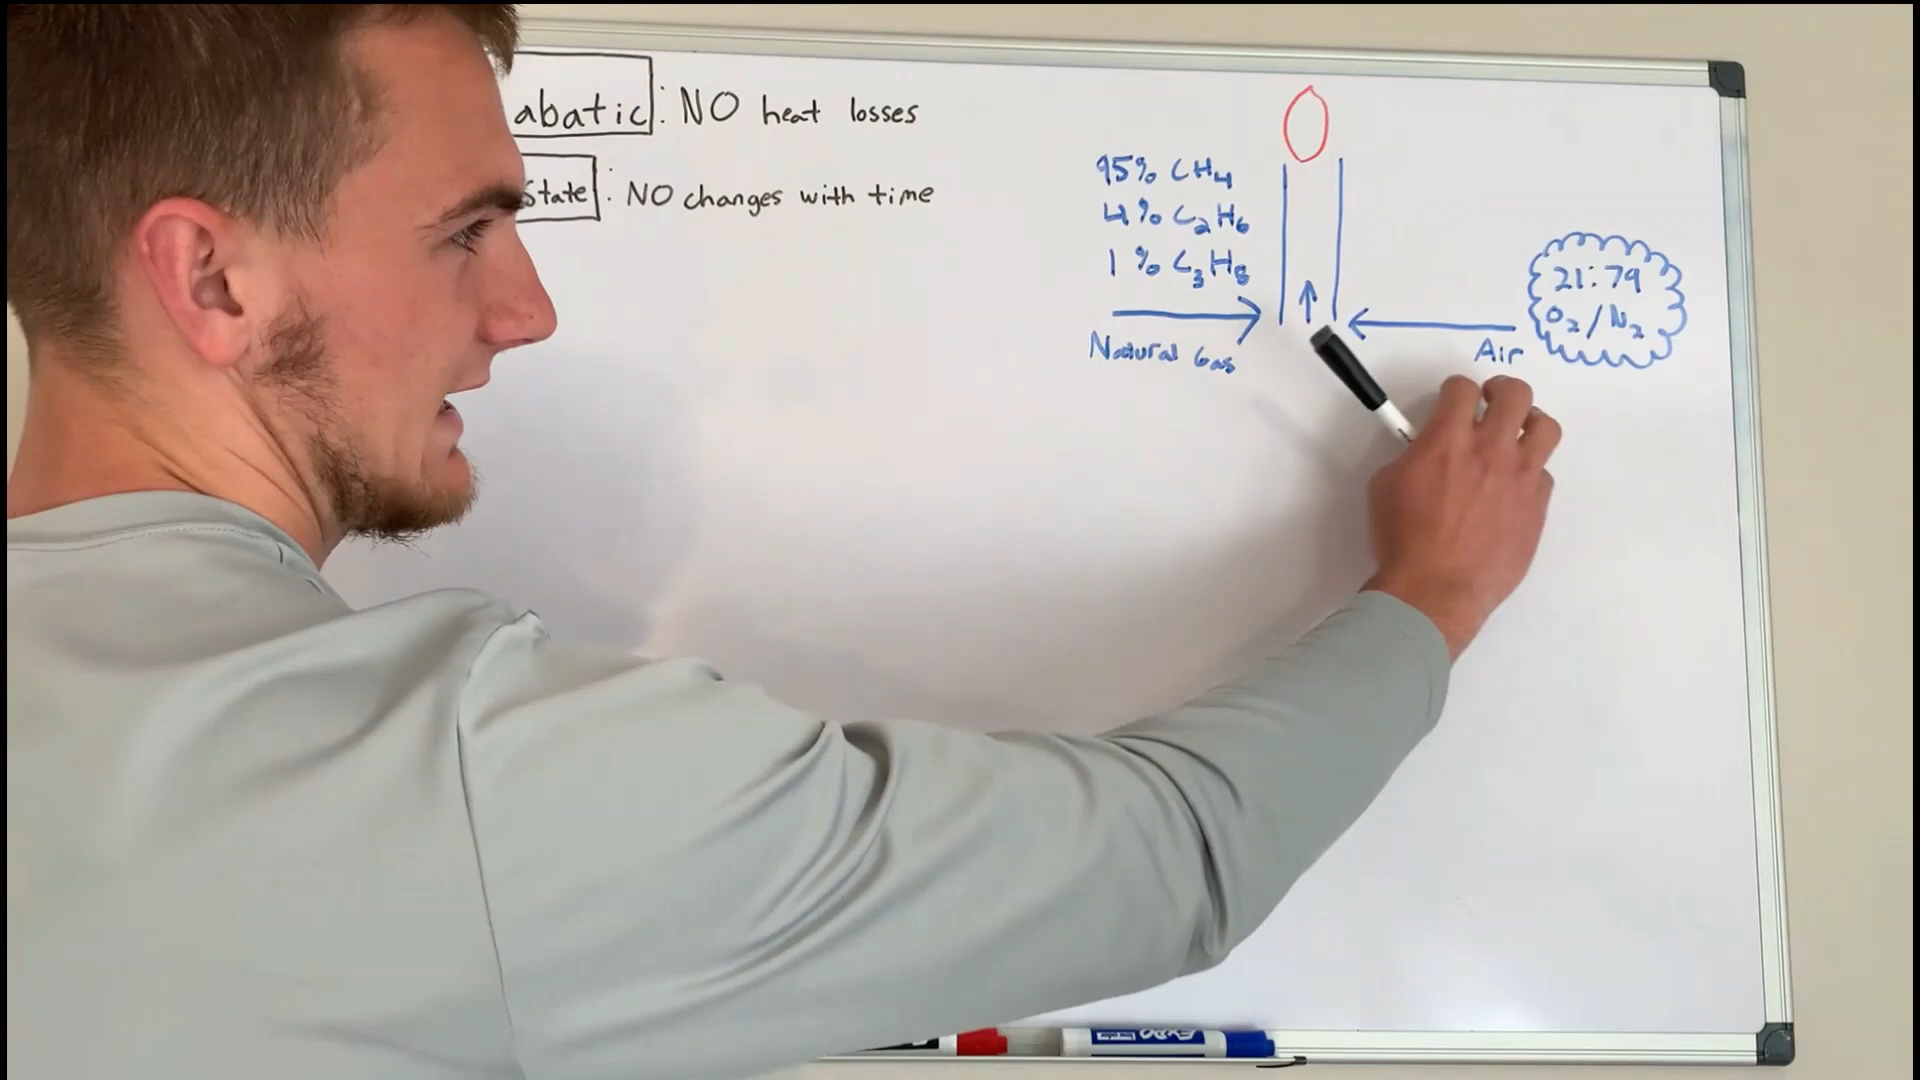 abatic : NO heat losses
State : NO changes with time
95% CH4
4% C2H6
1% C3H8
Natural Gas
21:79
O2/N2
Air
EXPO